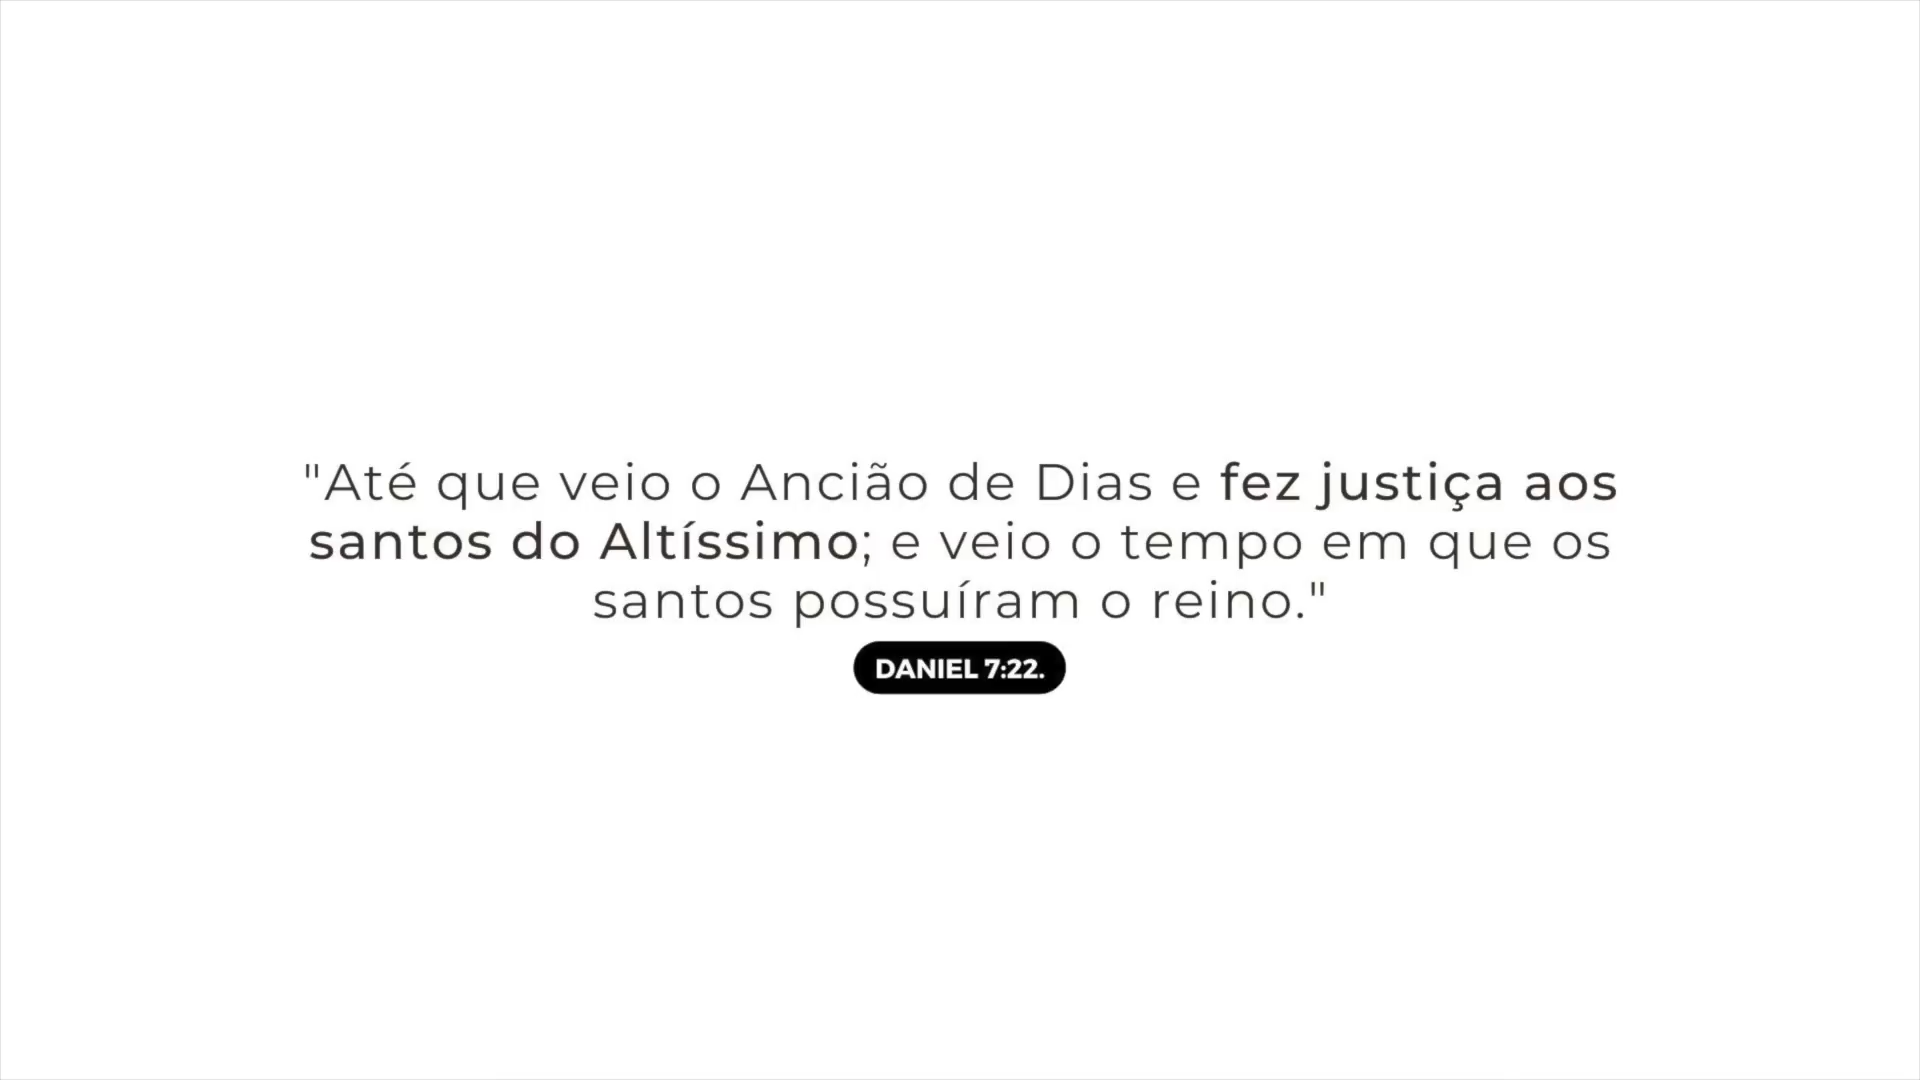 "Até que veio o Ancião de Dias e fez justiça aos
santos do Altíssimo; e veio o tempo em que os
santos possuíram o reino."
DANIEL 7:22.